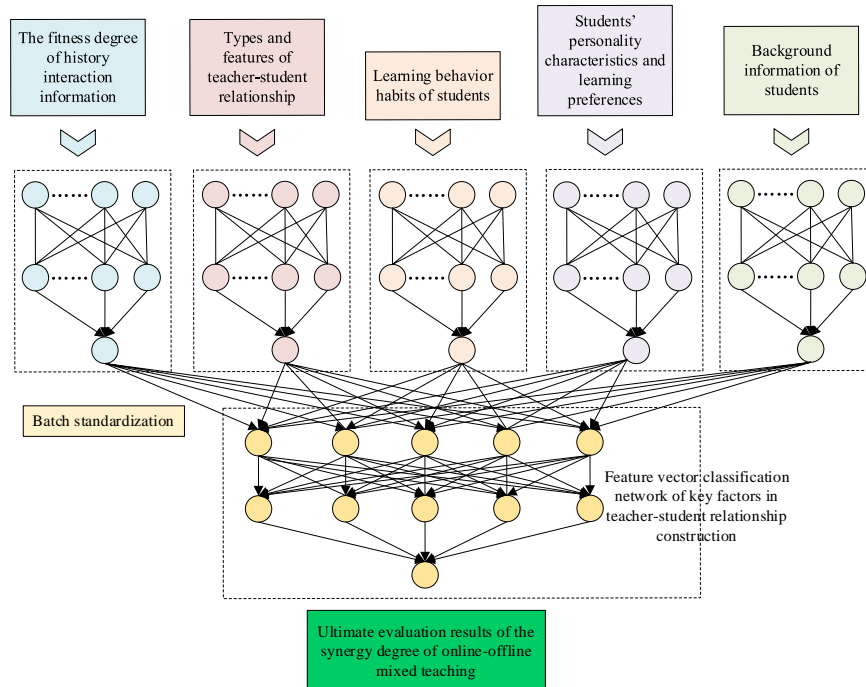 The fitness degree
of history
interaction
information
Types and
features of
teacher-student
relationship
Learning behavior
habits of students
Students'
personality
characteristics and
learning
preferences
Background
information of
students
Batch standardization
Feature vector classification
network of key factors in
teacher-student relationship
construction
Ultimate evaluation results of the
synergy degree of online-offline
mixed teaching